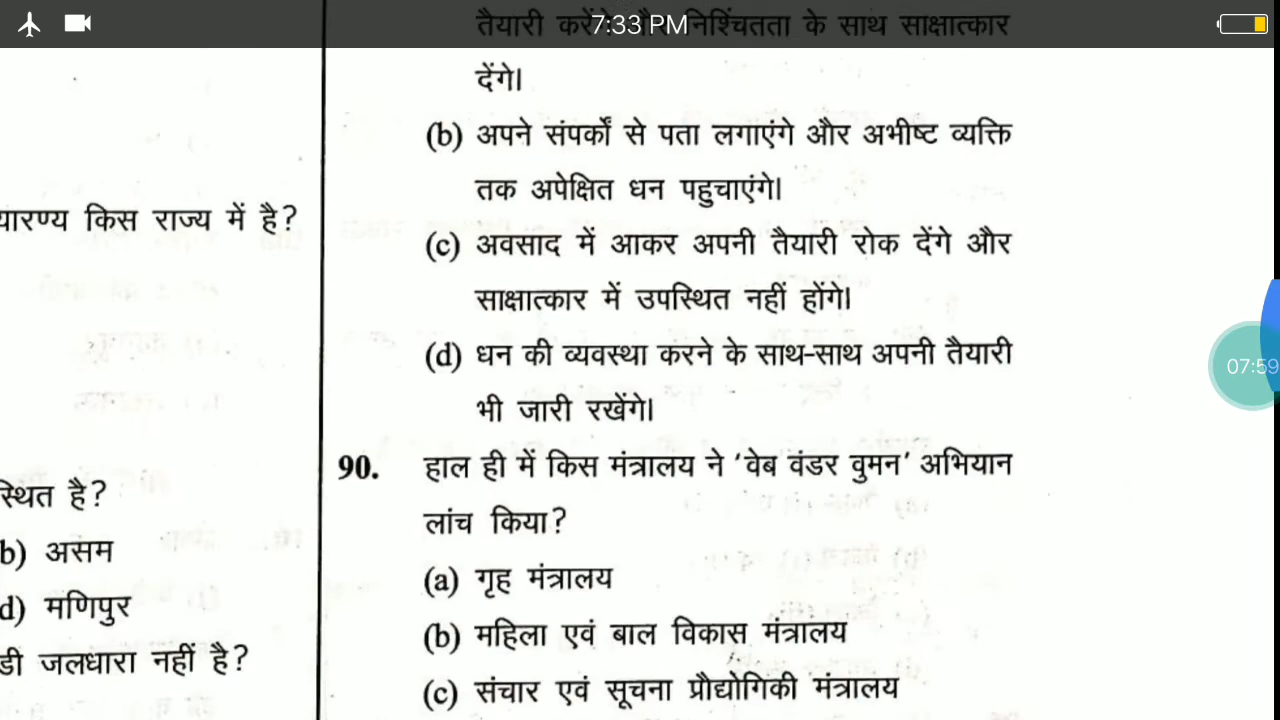 7:33 PM
तैयारी करेंगे और निश्चिंतता के साथ साक्षात्कार
देंगे।
(b) अपने संपर्कों से पता लगाएंगे और अभीष्ट व्यक्ति
तक अपेक्षित धन पहुचाएंगे।
(c) अवसाद में आकर अपनी तैयारी रोक देंगे और
साक्षात्कार में उपस्थित नहीं होंगे।
(d) धन की व्यवस्था करने के साथ-साथ अपनी तैयारी
भी जारी रखेंगे।
90. हाल ही में किस मंत्रालय ने ‘वेब वंडर वुमन’ अभियान
लांच किया?
(a) गृह मंत्रालय
(b) महिला एवं बाल विकास मंत्रालय
(c) संचार एवं सूचना प्रौद्योगिकी मंत्रालय
यारण्य किस राज्य में है?
स्थित है?
b) असम
d) मणिपुर
डी जलधारा नहीं है?
07:59